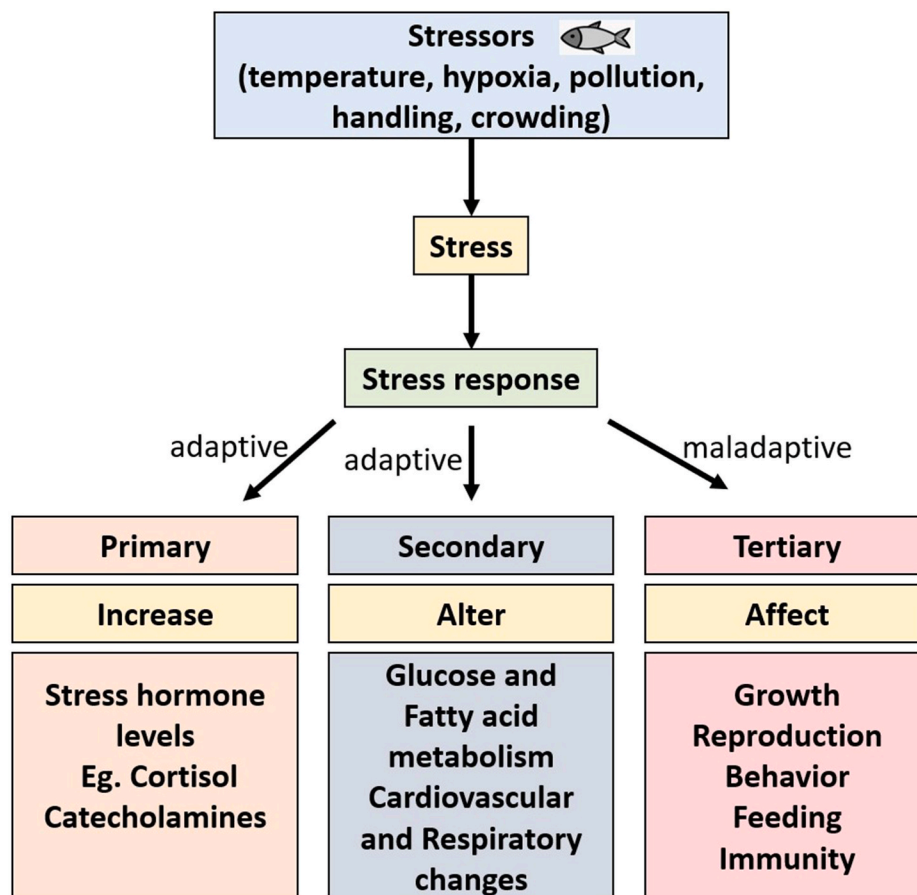 Stressors
(temperature, hypoxia, pollution,
handling, crowding)
Stress
Stress response
adaptive
adaptive
maladaptive
Primary
Increase
Stress hormone
levels
Eg. Cortisol
Catecholamines
Secondary
Alter
Glucose and
Fatty acid
metabolism
Cardiovascular
and Respiratory
changes
Tertiary
Affect
Growth
Reproduction
Behavior
Feeding
Immunity